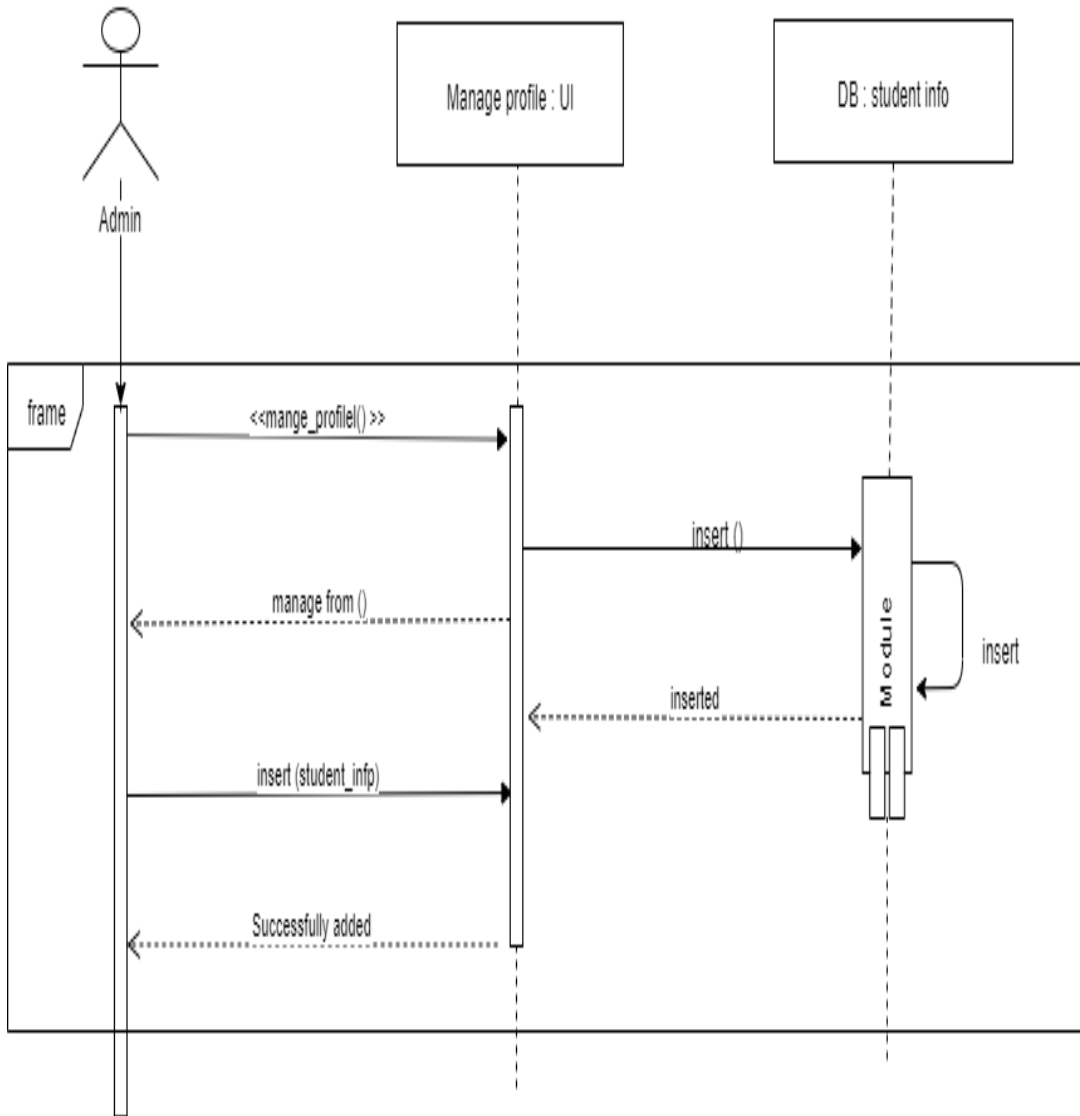 Manage profile : UI
DB : student info
Admin
frame
<<mange_profilel() >>
insert ()
manage from ()
Module
insert
inserted
insert (student_infp)
Successfully added